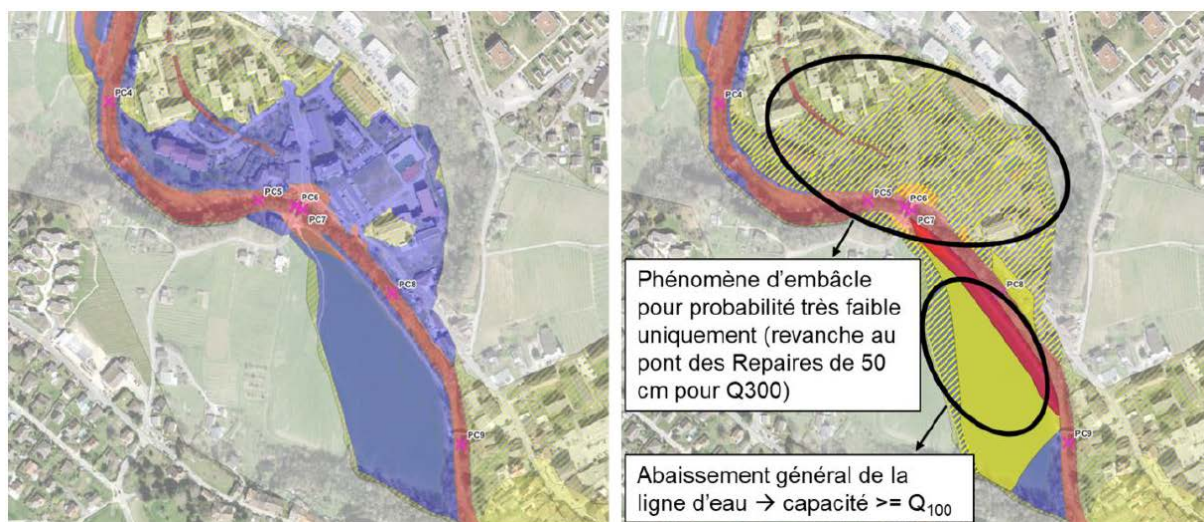 PC4
PC5
PC6
PC7
PC8
PC9
PC4
PC5
PC6
PC7
PC8
PC9
Phénomène d'embâcle
pour probabilité très faible
uniquement (revanche au
pont des Repaires de 50
cm pour Q300)
Abaissement général de la
ligne d'eau → capacité >= Q₁₀₀